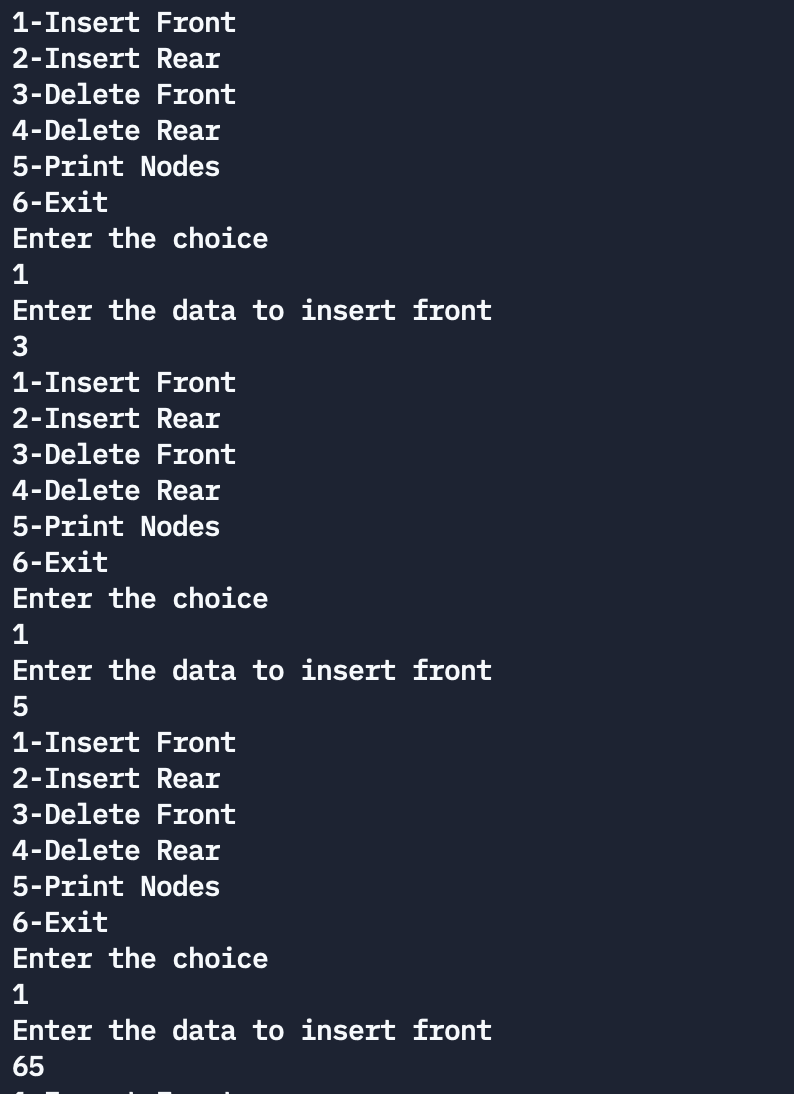 1-Insert Front
2-Insert Rear
3-Delete Front
4-Delete Rear
5-Print Nodes
6-Exit
Enter the choice
1
Enter the data to insert front
3
1-Insert Front
2-Insert Rear
3-Delete Front
4-Delete Rear
5-Print Nodes
6-Exit
Enter the choice
1
Enter the data to insert front
5
1-Insert Front
2-Insert Rear
3-Delete Front
4-Delete Rear
5-Print Nodes
6-Exit
Enter the choice
1
Enter the data to insert front
65